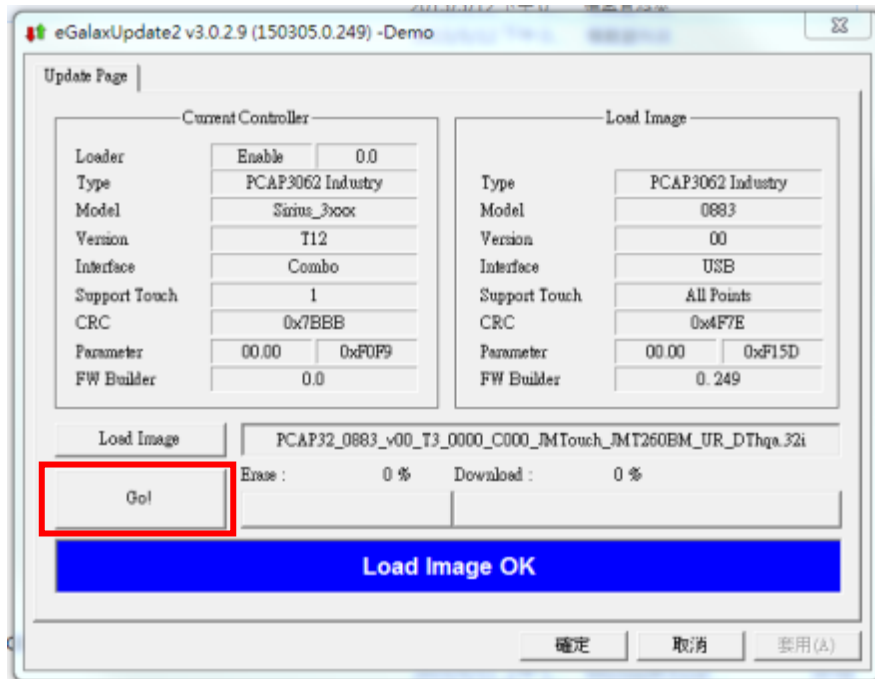 eGalaxUpdate2 v3.0.2.9 (150305.0.249) -Demo
Update Page
Current Controller
Loader Enable 0.0
Type PCAP3062 Industry
Model Sirius_3xxx
Version T12
Interface Combo
Support Touch 1
CRC 0x7BBB
Parameter 00.00 0xF0F9
FW Builder 0.0
Load Image
Type PCAP3062 Industry
Model 0883
Version 00
Interface USB
Support Touch All Points
CRC 0x4F7E
Parameter 00.00 0xF15D
FW Builder 0. 249
Load Image PCAP32_0883_v00_T3_0000_C000_JMTouch_JMT260BM_UR_DThqa.32i
Go! Erase : 0 % Download : 0 %
Load Image OK
確定 取消 套用(A)